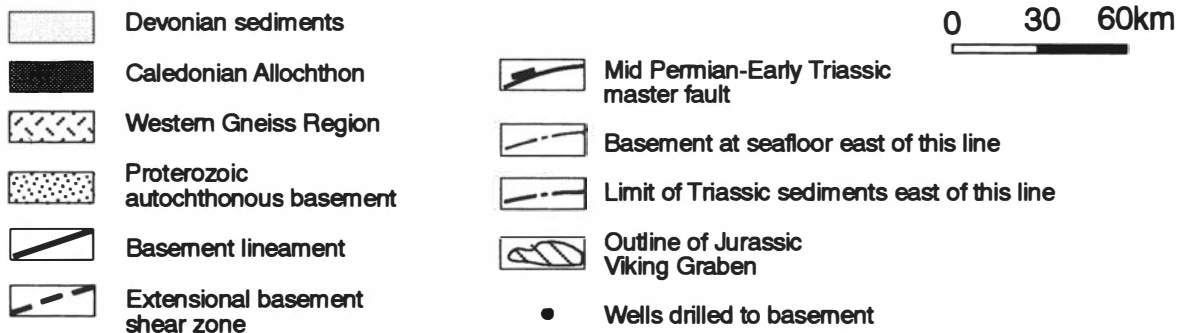 Devonian sediments
Caledonian Allochthon
Western Gneiss Region
Proterozoic
autochthonous basement
Basement lineament
Extensional basement
shear zone
0 30 60km
Mid Permian-Early Triassic
master fault
Basement at seafloor east of this line
Limit of Triassic sediments east of this line
Outline of Jurassic
Viking Graben
Wells drilled to basement